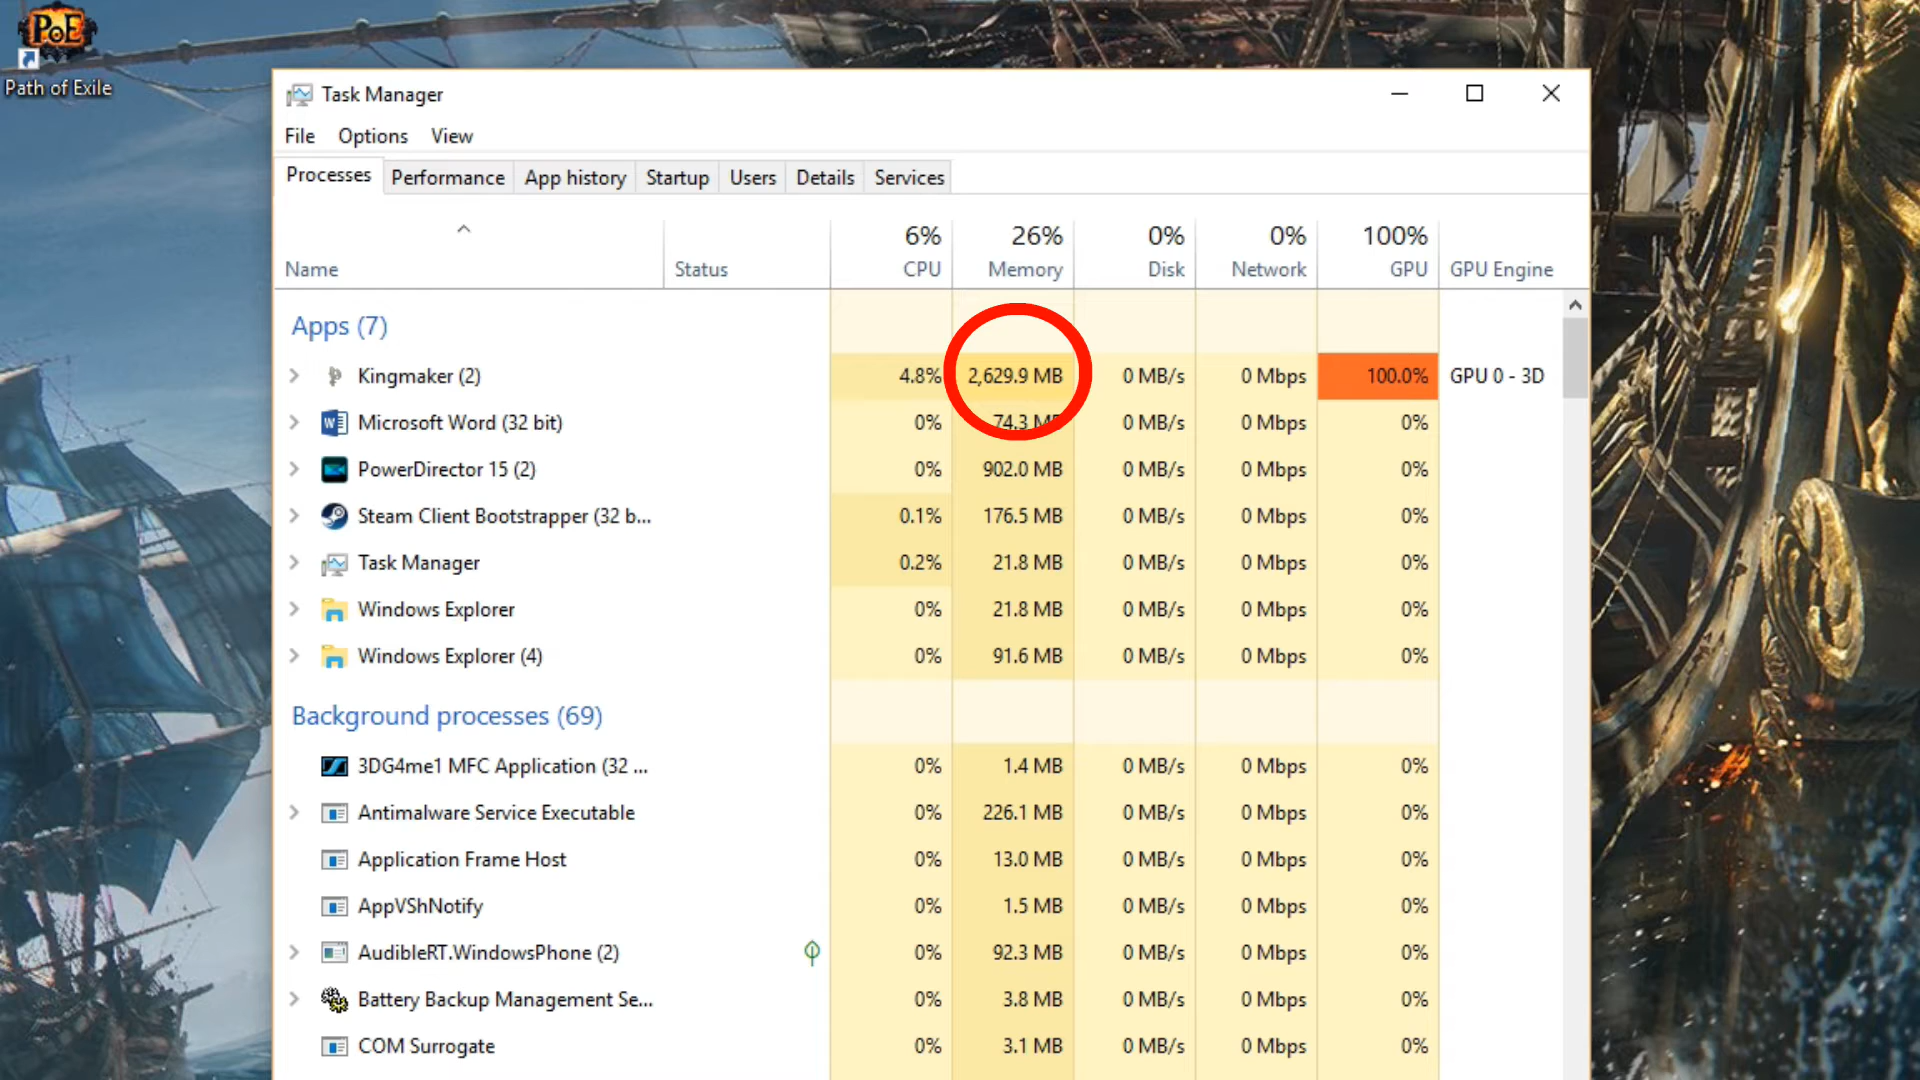 PoE
Path of Exile
Task Manager
File Options View
Processes Performance App history Startup Users Details Services
6% 26% 0% 0% 100%
Name Status CPU Memory Disk Network GPU GPU Engine
Apps (7)
Kingmaker (2) 4.8% 2,629.9 MB 0 MB/s 0 Mbps 100.0% GPU 0 - 3D
Microsoft Word (32 bit) 0% 74.3 MB 0 MB/s 0 Mbps 0%
PowerDirector 15 (2) 0% 902.0 MB 0 MB/s 0 Mbps 0%
Steam Client Bootstrapper (32 b... 0.1% 176.5 MB 0 MB/s 0 Mbps 0%
Task Manager 0.2% 21.8 MB 0 MB/s 0 Mbps 0%
Windows Explorer 0% 21.8 MB 0 MB/s 0 Mbps 0%
Windows Explorer (4) 0% 91.6 MB 0 MB/s 0 Mbps 0%
Background processes (69)
3DG4me1 MFC Application (32 ... 0% 1.4 MB 0 MB/s 0 Mbps 0%
Antimalware Service Executable 0% 226.1 MB 0 MB/s 0 Mbps 0%
Application Frame Host 0% 13.0 MB 0 MB/s 0 Mbps 0%
AppVShNotify 0% 1.5 MB 0 MB/s 0 Mbps 0%
AudibleRT.WindowsPhone (2) 0% 92.3 MB 0 MB/s 0 Mbps 0%
Battery Backup Management Se... 0% 3.8 MB 0 MB/s 0 Mbps 0%
COM Surrogate 0% 3.1 MB 0 MB/s 0 Mbps 0%